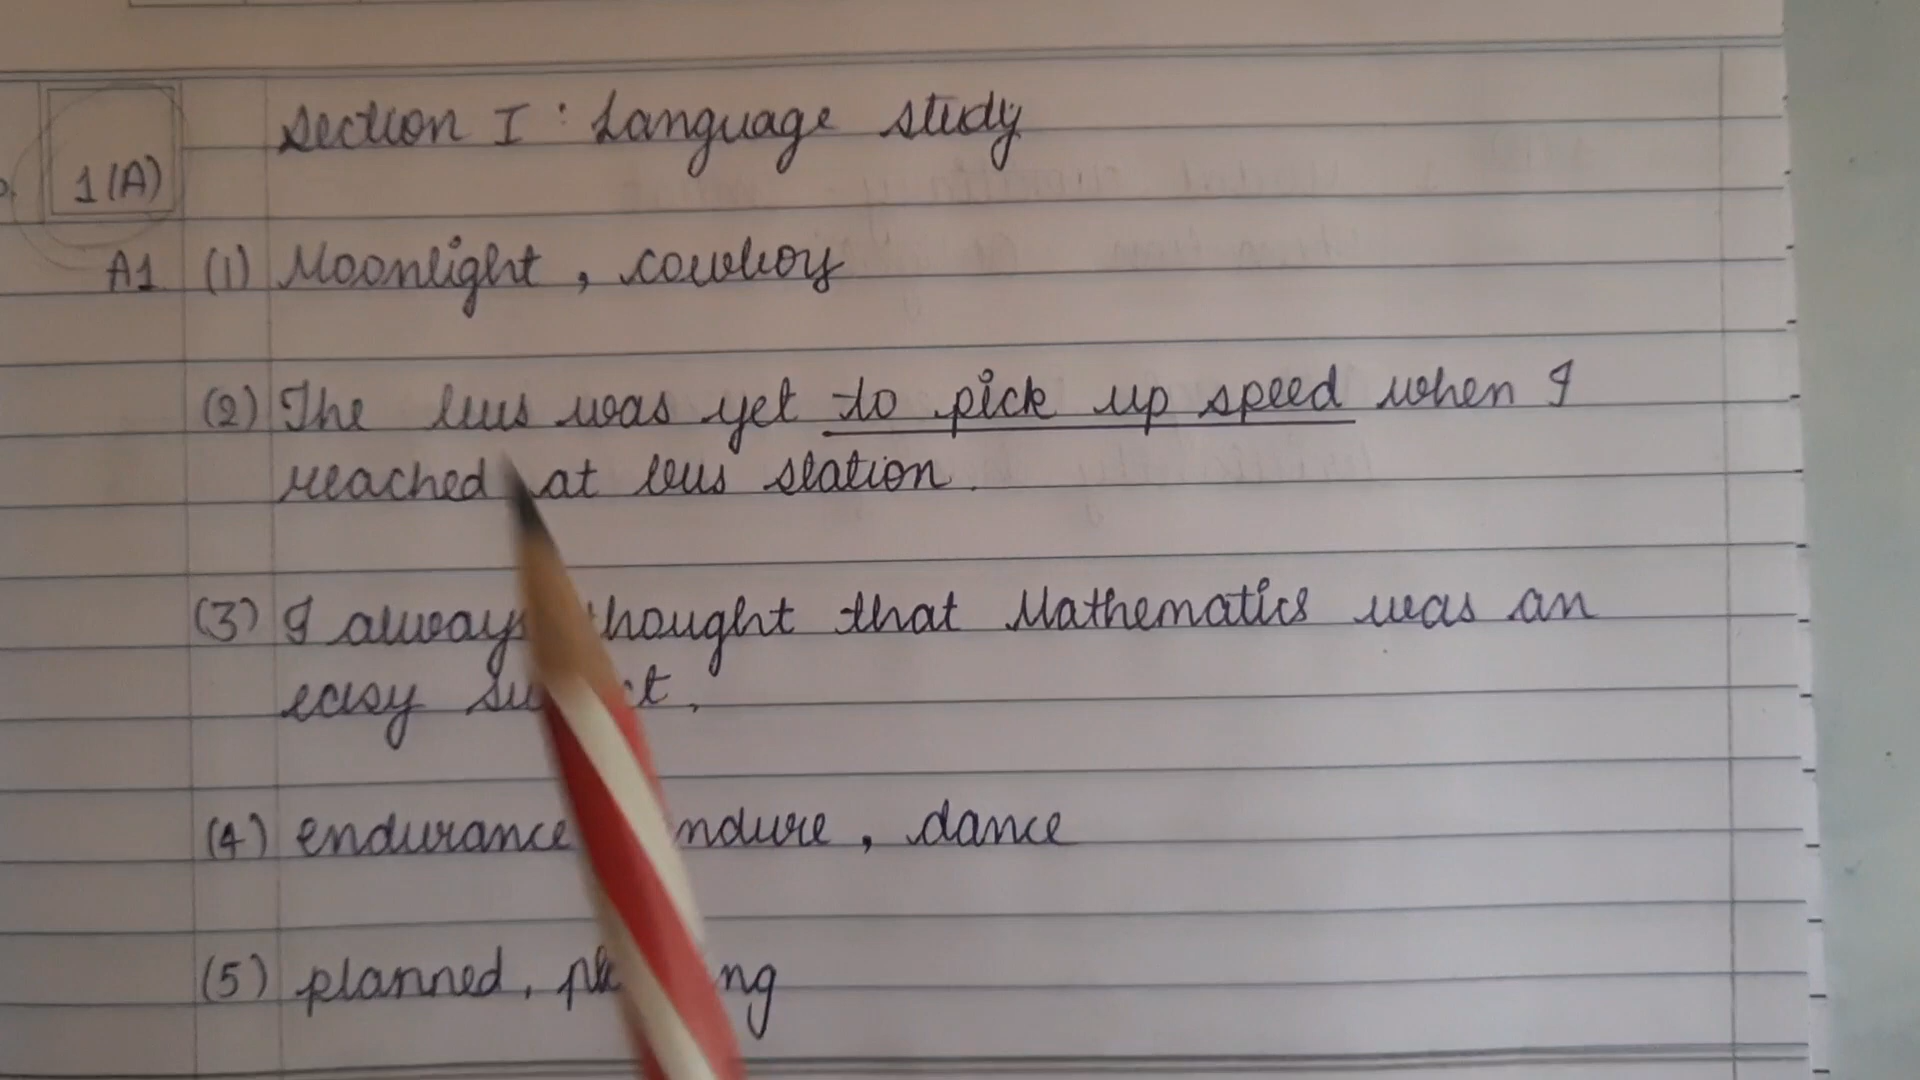 Section I : Language study
1(A)
A1 (1) Moonlight , cowboy
(2) The bus was yet to pick up speed when I
reached at bus station.
(3) I always thought that Mathematics was an
easy
(4) endurance , dance
(5) planned,